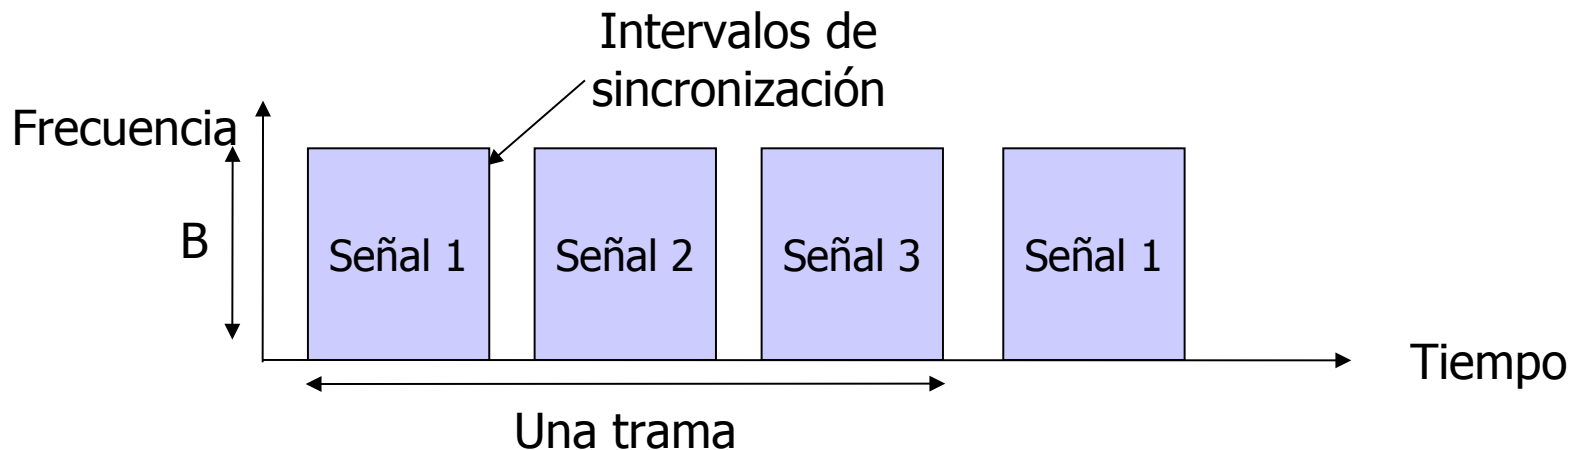 Intervalos de
sincronización
Frecuencia
B
Señal 1
Señal 2
Señal 3
Señal 1
Tiempo
Una trama